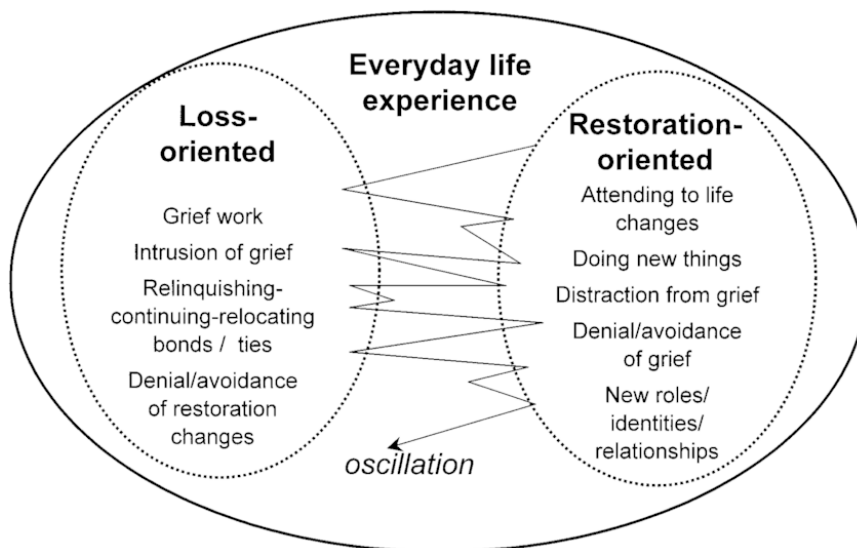 Everyday life
experience
Loss-
oriented
Grief work
Intrusion of grief
Relinquishing-
continuing-relocating
bonds / ties
Denial/avoidance
of restoration
changes
Restoration-
oriented
Attending to life
changes
Doing new things
Distraction from grief
Denial/avoidance
of grief
New roles/
identities/
relationships
oscillation